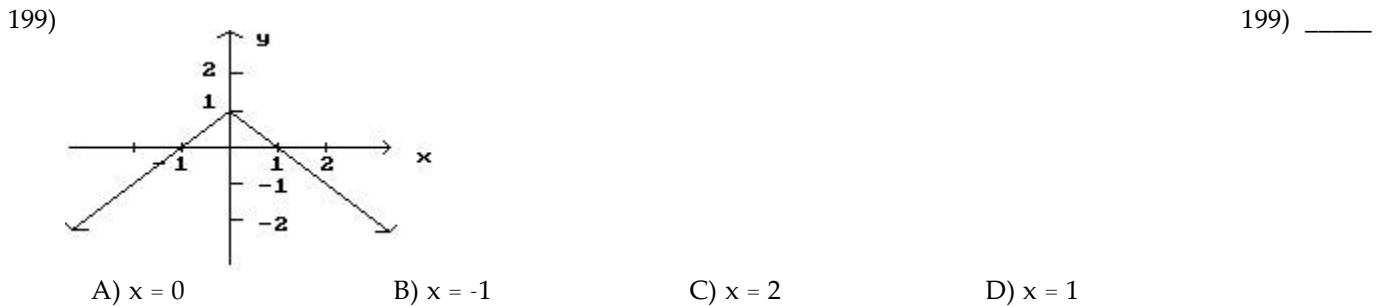 199) 199) _____
y
2
1
x
-1 1 2
-1
-2
A) x = 0 B) x = -1 C) x = 2 D) x = 1